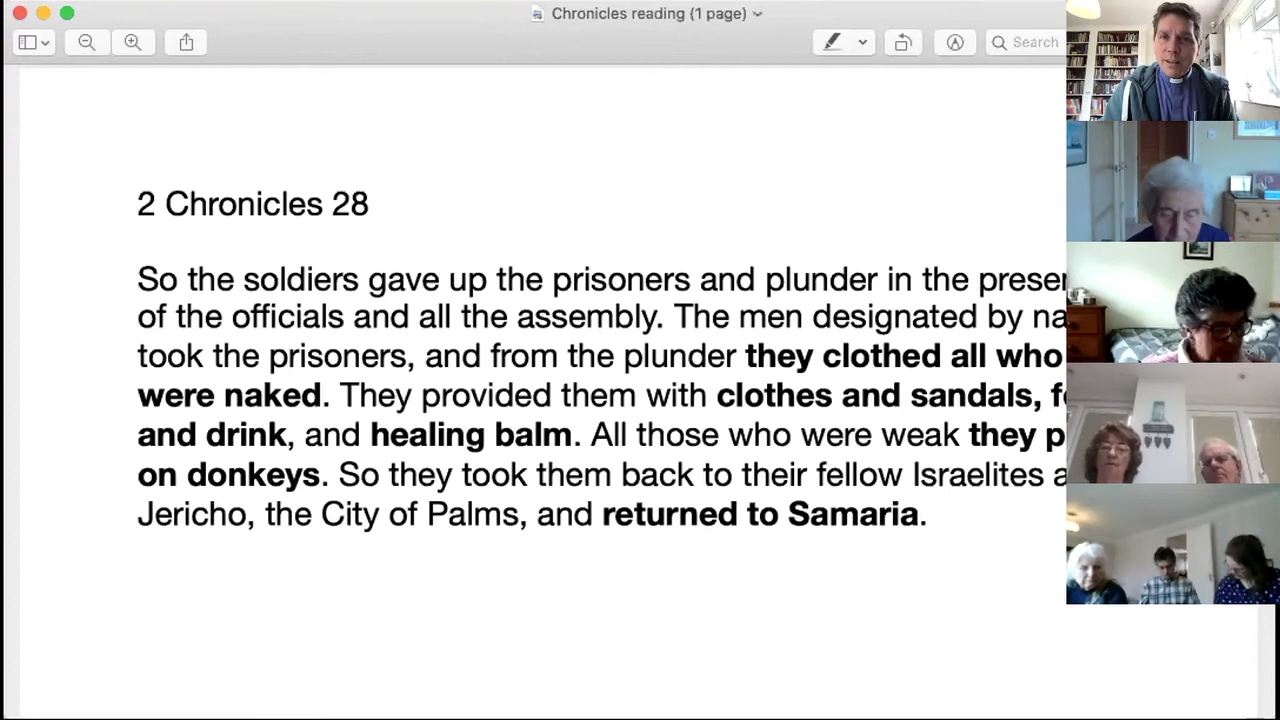 Chronicles reading (1 page)
Search
2 Chronicles 28
So the soldiers gave up the prisoners and plunder in the
of the officials and all the assembly. The men designated by
took the prisoners, and from the plunder they clothed all who
were naked. They provided them with clothes and sandals,
and drink, and healing balm. All those who were weak they
on donkeys. So they took them back to their fellow Israelites
Jericho, the City of Palms, and returned to Samaria.